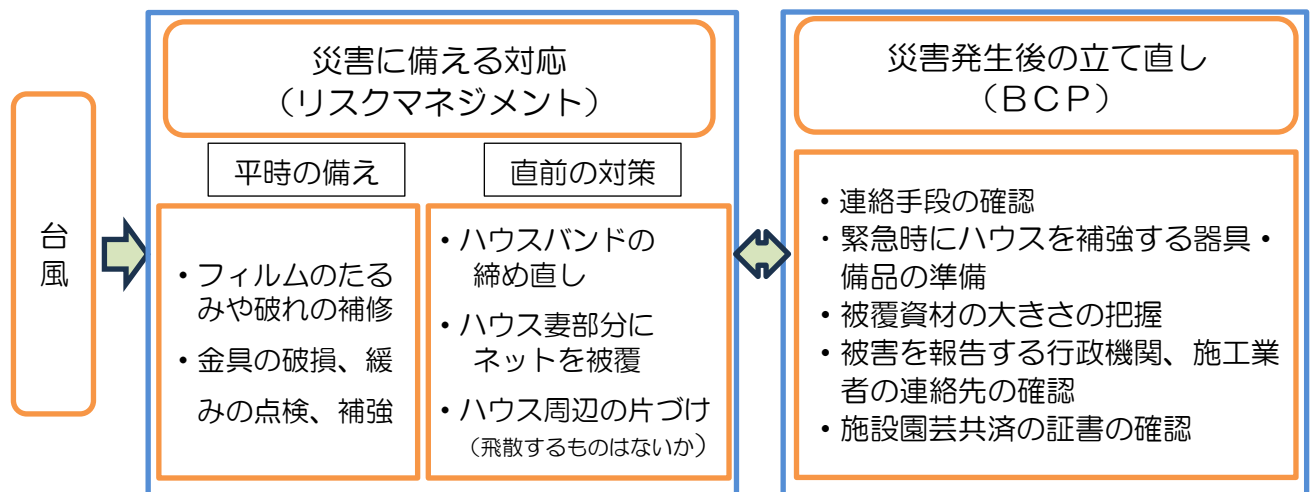 台
風
災害に備える対応
（リスクマネジメント）
平時の備え
・フィルムのたる
みや破れの補修
・金具の破損、緩
みの点検、補強
直前の対策
・ハウスバンドの
締め直し
・ハウス妻部分に
ネットを被覆
・ハウス周辺の片づけ
（飛散するものはないか）
災害発生後の立て直し
（ＢＣＰ）
・連絡手段の確認
・緊急時にハウスを補強する器具・
備品の準備
・被覆資材の大きさの把握
・被害を報告する行政機関、施工業
者の連絡先の確認
・施設園芸共済の証書の確認